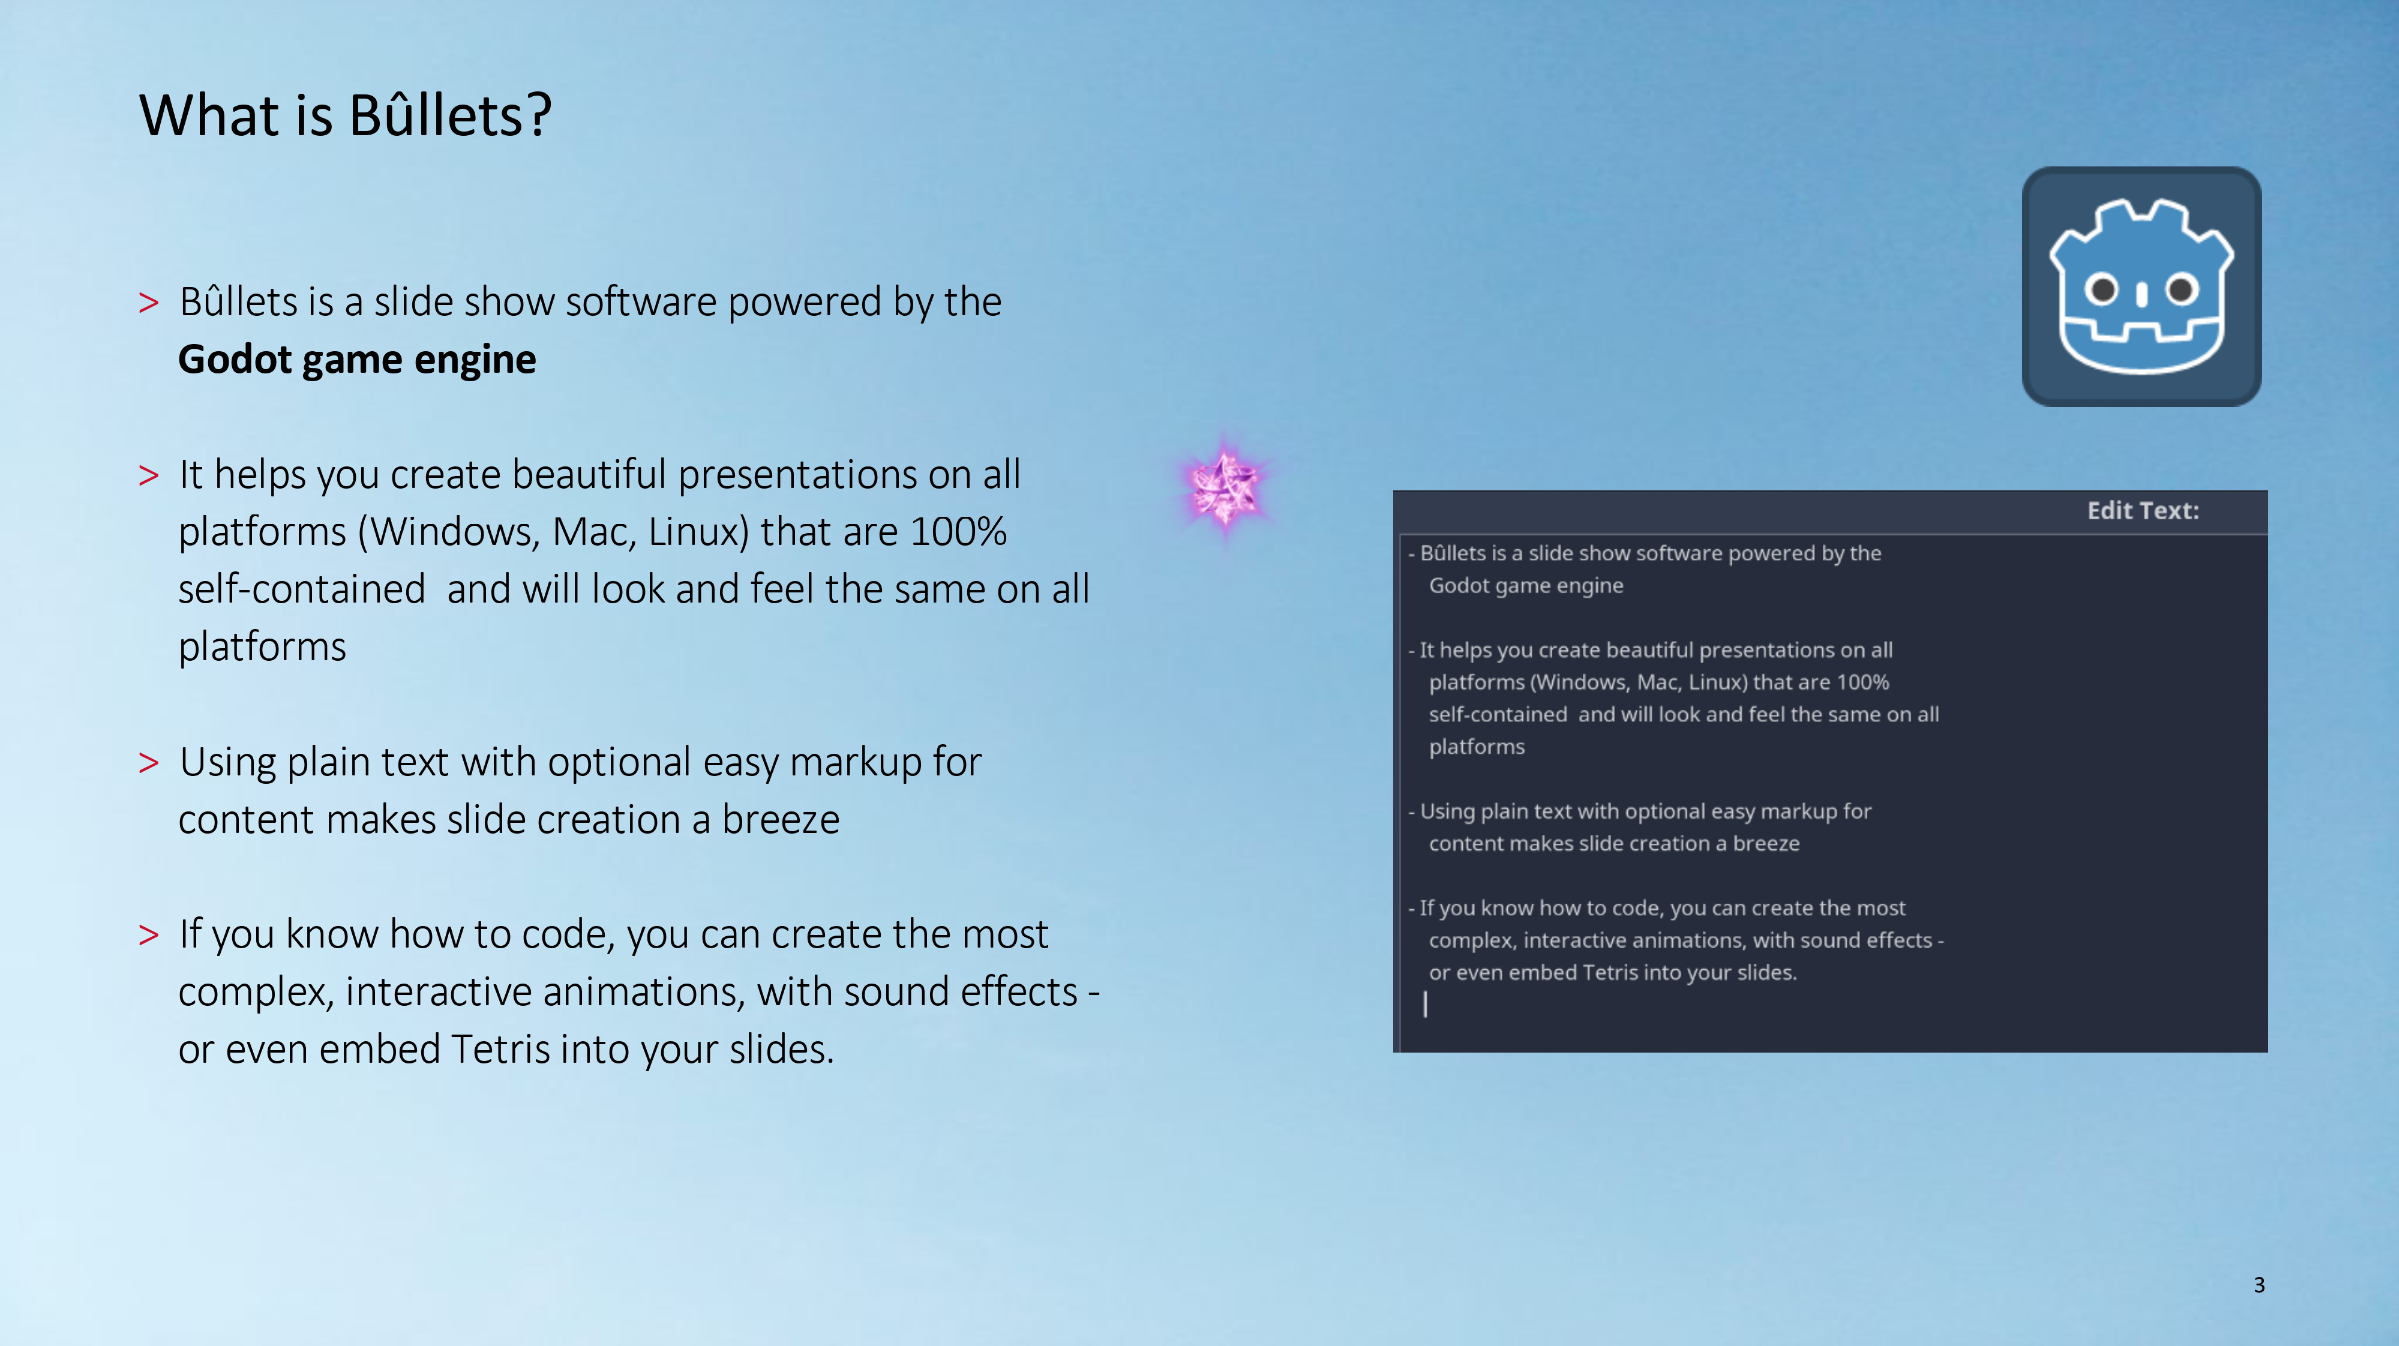 What is Bûllets?
> Bûllets is a slide show software powered by the
Godot game engine
> It helps you create beautiful presentations on all
platforms (Windows, Mac, Linux) that are 100%
self-contained  and will look and feel the same on all
platforms
> Using plain text with optional easy markup for
content makes slide creation a breeze
> If you know how to code, you can create the most
complex, interactive animations, with sound effects -
or even embed Tetris into your slides.
Edit Text:
- Bûllets is a slide show software powered by the
Godot game engine
- It helps you create beautiful presentations on all
platforms (Windows, Mac, Linux) that are 100%
self-contained  and will look and feel the same on all
platforms
- Using plain text with optional easy markup for
content makes slide creation a breeze
- If you know how to code, you can create the most
complex, interactive animations, with sound effects -
or even embed Tetris into your slides.
3